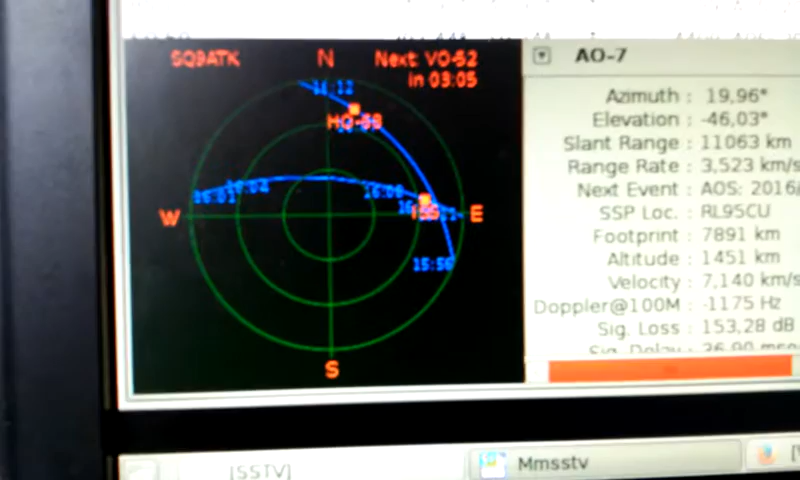 SQ9ATK
N
Next: VO-52
in 03:05
16:12
HO-68
16:04
16:01
16:08
W
ISS
E
15:56
S
AO-7
Azimuth : 19,96°
Elevation : -46,03°
Slant Range : 11063 km
Range Rate : 3,523 km/s
Next Event : AOS: 2016
SSP Loc. : RL95CU
Footprint : 7891 km
Altitude : 1451 km
Velocity : 7,140 km/s
Doppler@100M : -1175 Hz
Sig. Loss : 153,28 dB
[SSTV]
Mmsstv